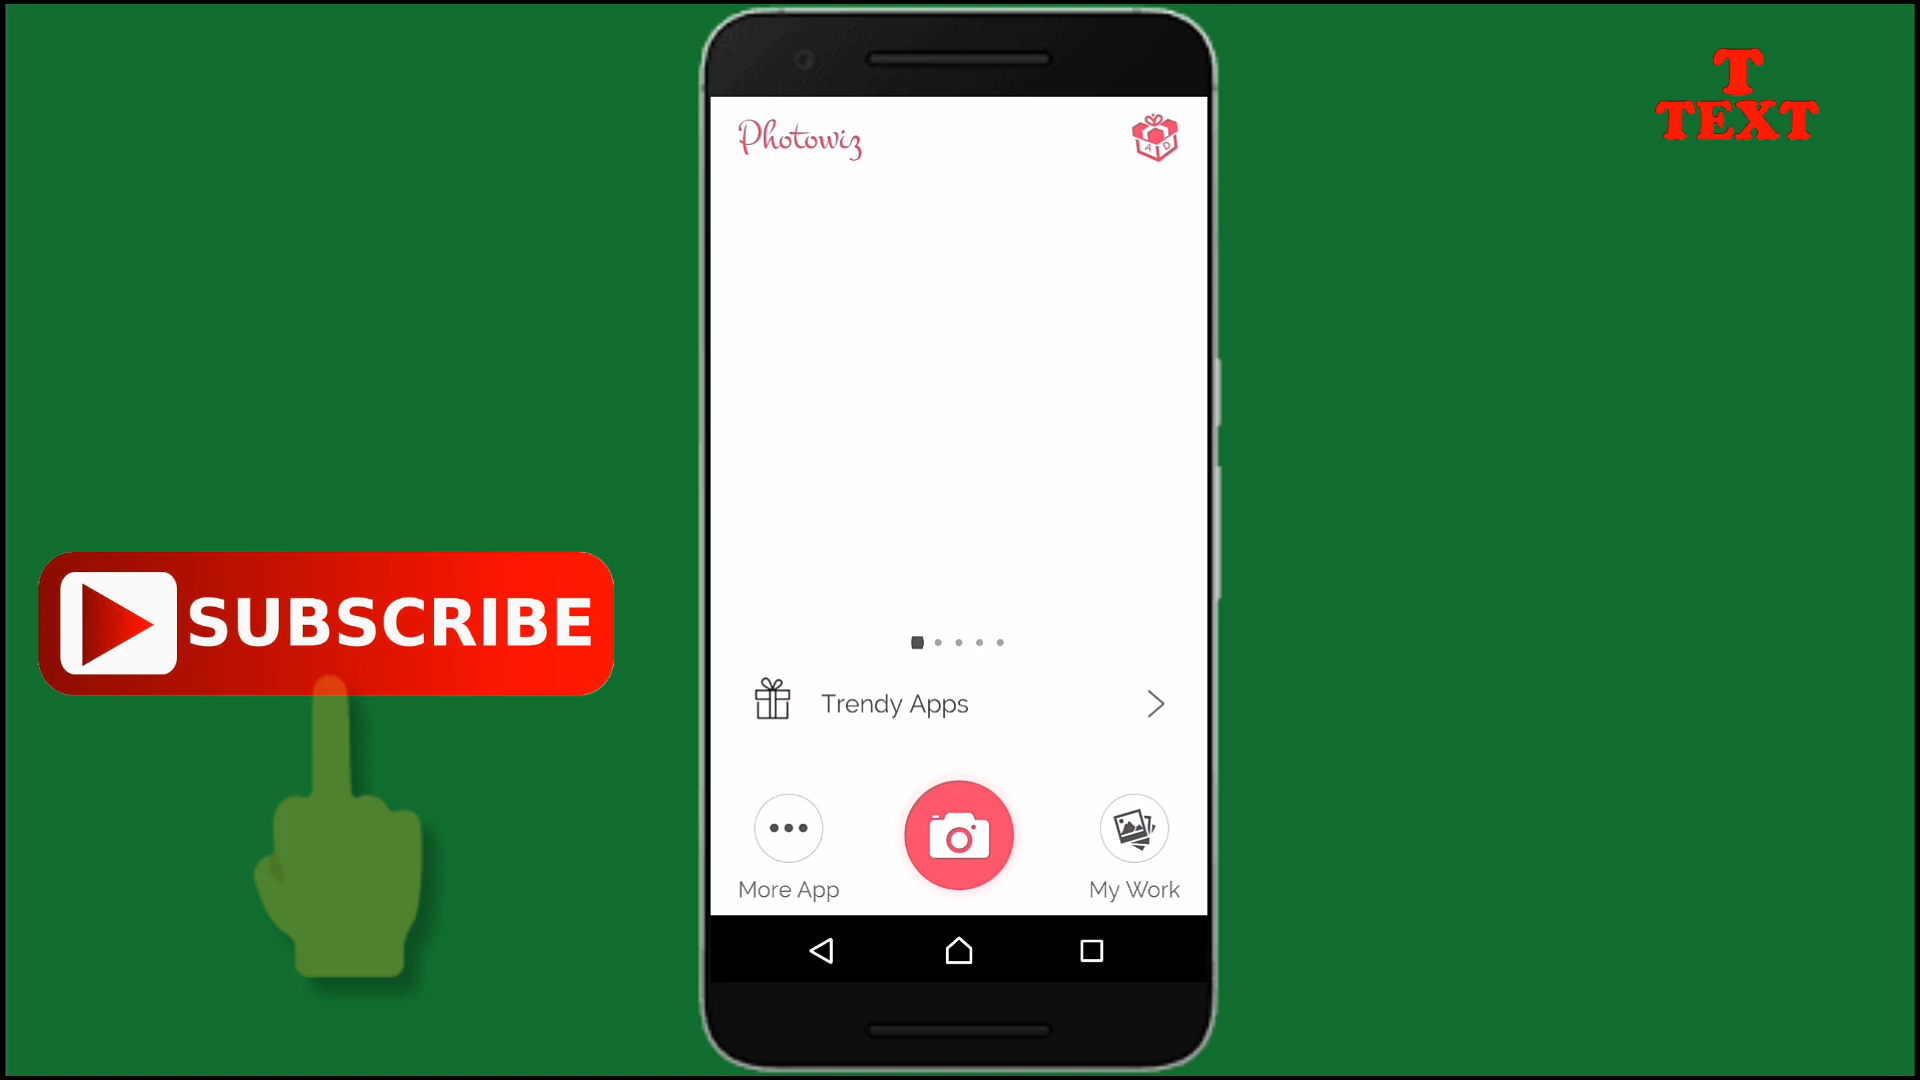 T
TEXT
Photowiz
A D
SUBSCRIBE
Trendy Apps
More App
My Work